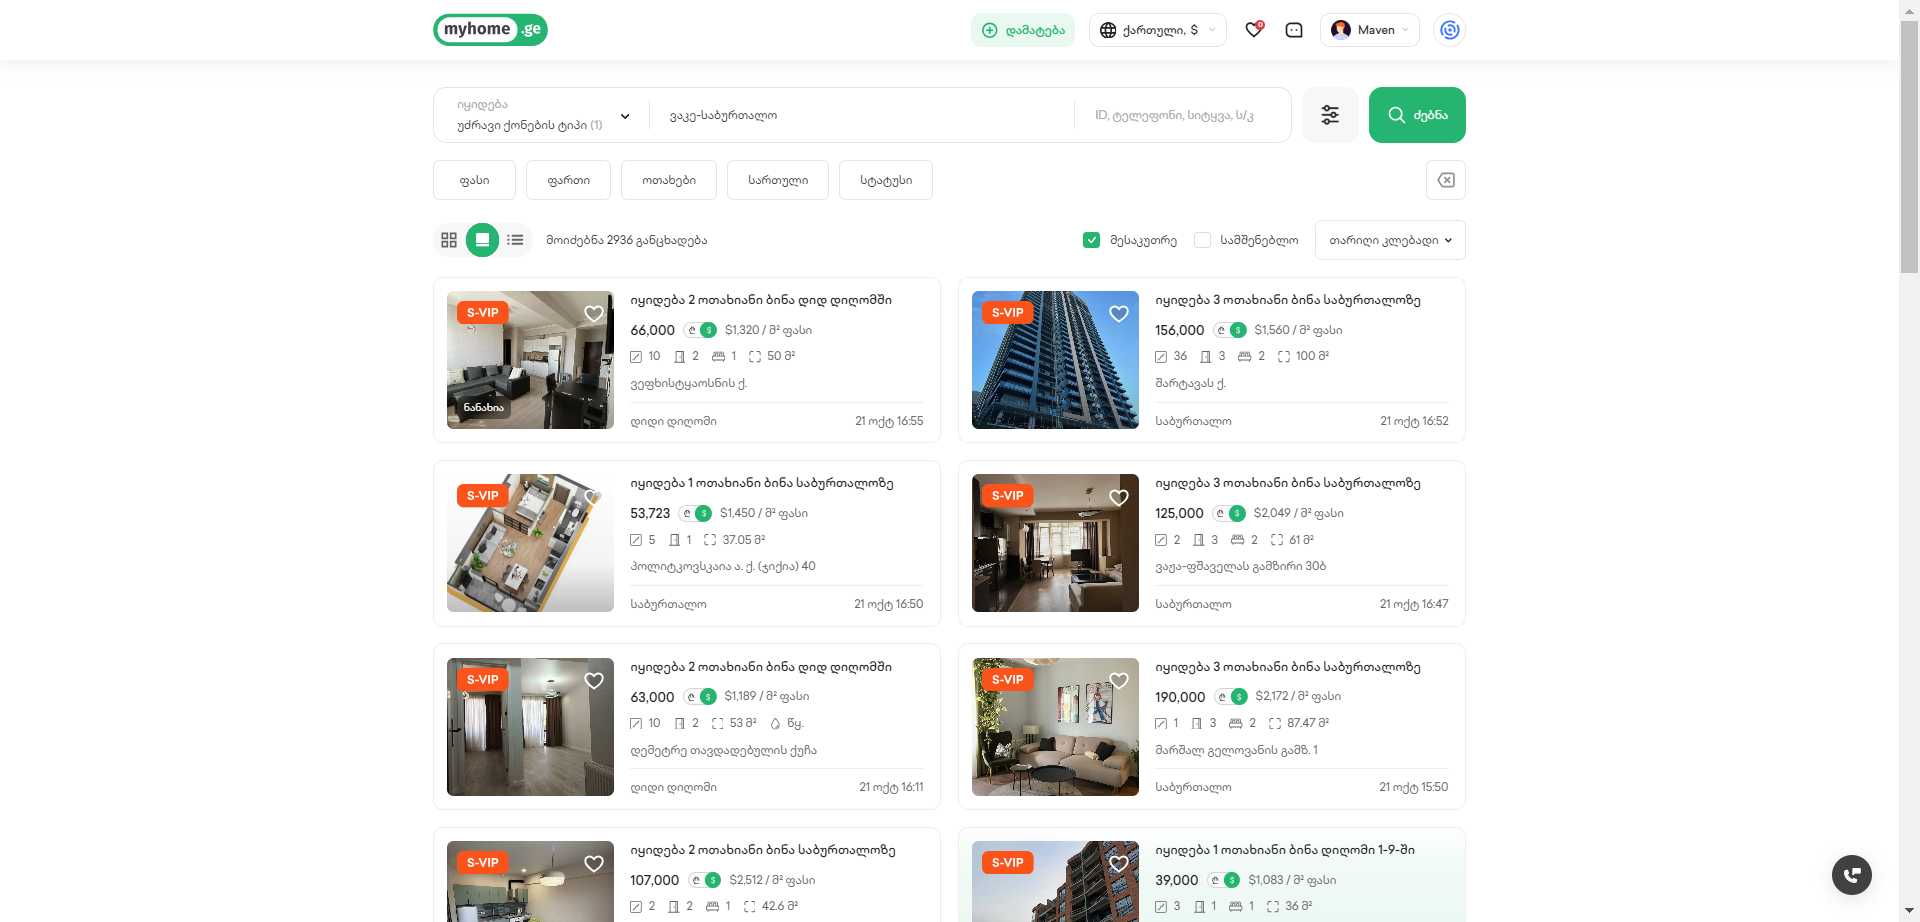 myhome.ge
დამატება
ქართული, $
0
Maven
იყიდება
უძრავი ქონების ტიპი (1)
ვაკე-საბურთალო
ID, ტელეფონი, სიტყვა, ს/კ
ძებნა
ფასი
ფართი
ოთახები
სართული
სტატუსი
მოიძებნა 2936 განცხადება
მესაკუთრე
სამშენებლო
თარიღი კლებადი
S-VIP
ნანახია
იყიდება 2 ოთახიანი ბინა დიდ დიღომში
66,000 ₾ $ $1,320 / მ² ფასი
10 2 1 50 მ²
ვეფხისტყაოსნის ქ.
დიდი დიღომი 21 ოქტ 16:55
S-VIP
იყიდება 3 ოთახიანი ბინა საბურთალოზე
156,000 ₾ $ $1,560 / მ² ფასი
36 3 2 100 მ²
შარტავას ქ.
საბურთალო 21 ოქტ 16:52
S-VIP
იყიდება 1 ოთახიანი ბინა საბურთალოზე
53,723 ₾ $ $1,450 / მ² ფასი
5 1 37.05 მ²
პოლიტკოვსკაია ა. ქ. (ჯიქია) 40
საბურთალო 21 ოქტ 16:50
S-VIP
იყიდება 3 ოთახიანი ბინა საბურთალოზე
125,000 ₾ $ $2,049 / მ² ფასი
2 3 2 61 მ²
ვაჟა-ფშაველას გამზირი 30ბ
საბურთალო 21 ოქტ 16:47
S-VIP
იყიდება 2 ოთახიანი ბინა დიდ დიღომში
63,000 ₾ $ $1,189 / მ² ფასი
10 2 53 მ² წყ.
დემეტრე თავდადებულის ქუჩა
დიდი დიღომი 21 ოქტ 16:11
S-VIP
იყიდება 3 ოთახიანი ბინა საბურთალოზე
190,000 ₾ $ $2,172 / მ² ფასი
1 3 2 87.47 მ²
მარშალ გელოვანის გამზ. 1
საბურთალო 21 ოქტ 15:50
S-VIP
იყიდება 2 ოთახიანი ბინა საბურთალოზე
107,000 ₾ $ $2,512 / მ² ფასი
2 2 1 42.6 მ²
S-VIP
იყიდება 1 ოთახიანი ბინა დიღომი 1-9-ში
39,000 ₾ $ $1,083 / მ² ფასი
3 1 1 36 მ²